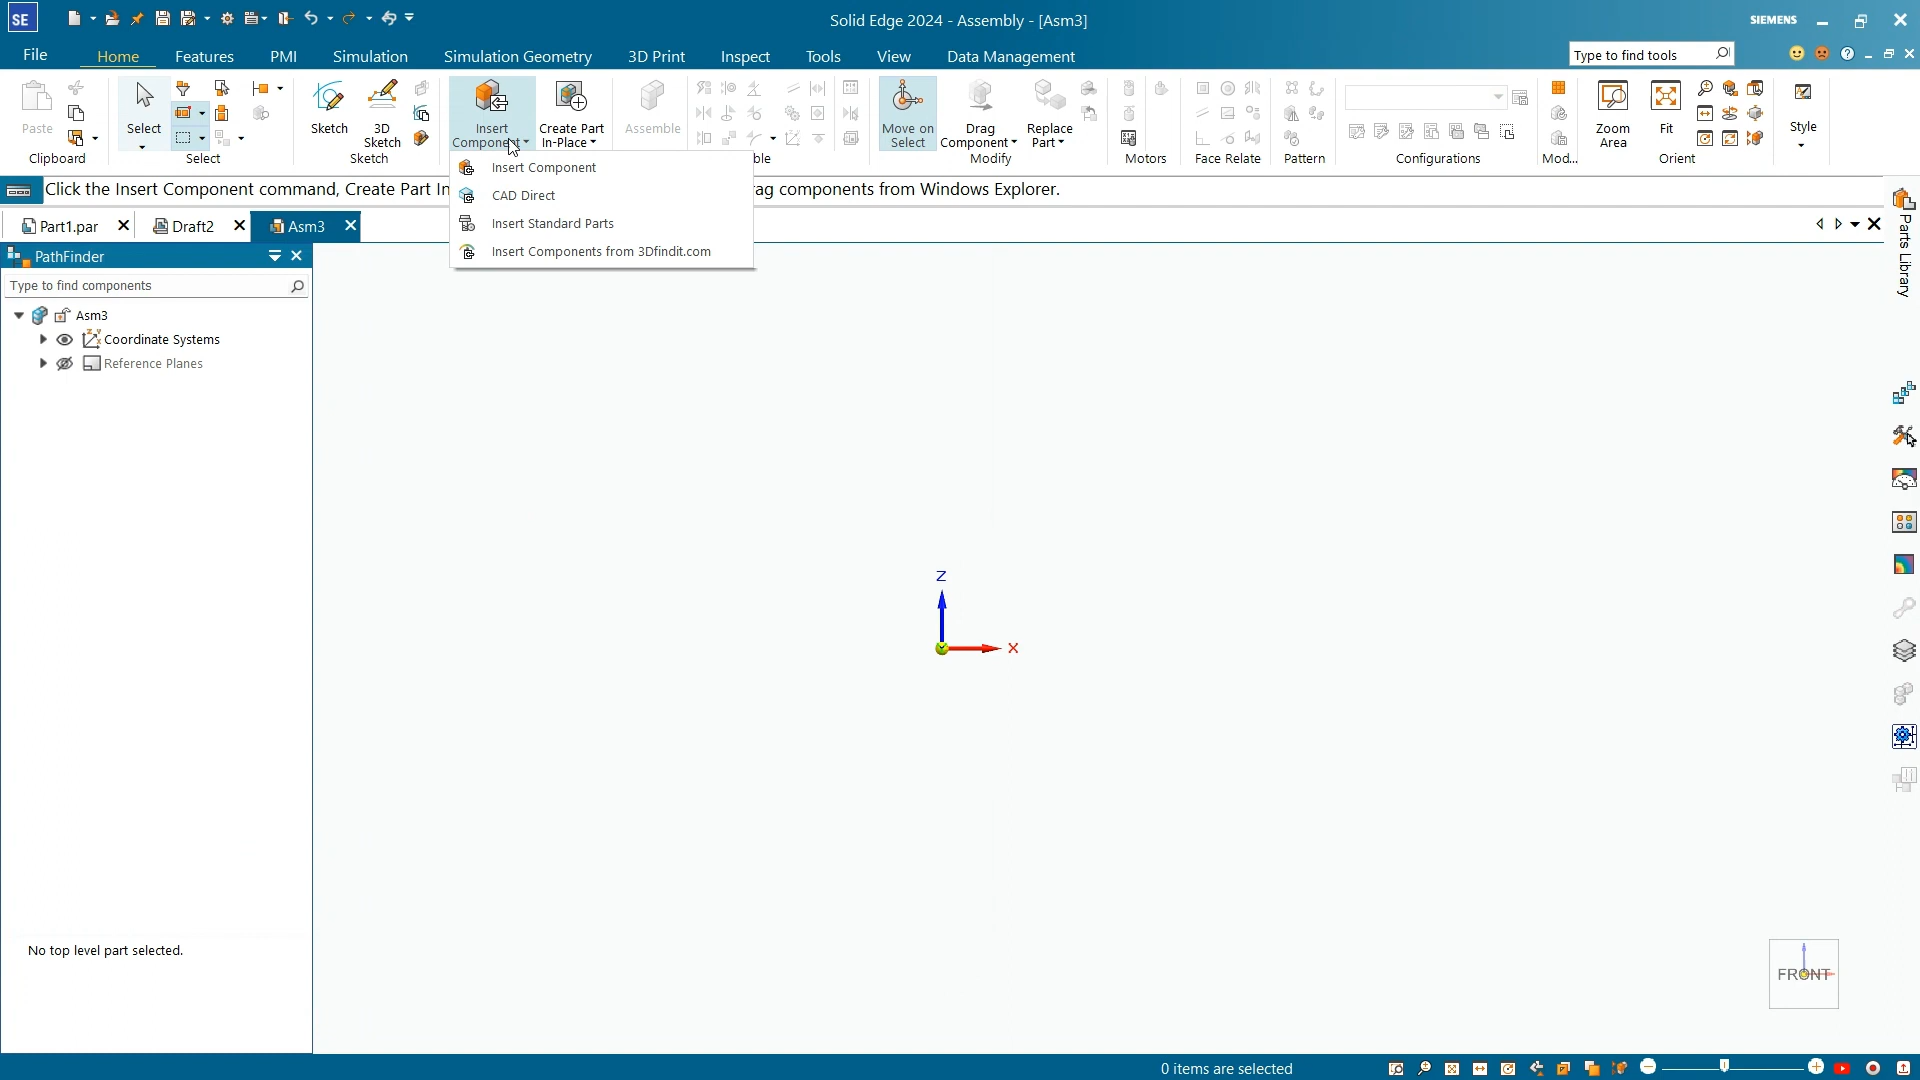 SE
Solid Edge 2024 - Assembly - [Asm3]
SIEMENS
File
Home
Features
PMI
Simulation
Simulation Geometry
3D Print
Inspect
Tools
View
Data Management
Type to find tools
Paste
Clipboard
Select
Select
Sketch
3D
Sketch
Sketch
Insert
Component
Create Part
In-Place
Assemble
ble
Move on
Select
Drag
Component
Replace
Part
Modify
Motors
Face Relate
Pattern
Configurations
Mod...
Zoom
Area
Fit
Orient
Style
Insert Component
CAD Direct
Insert Standard Parts
Insert Components from 3Dfindit.com
Click the Insert Component command, Create Part In
ag components from Windows Explorer.
Part1.par
Draft2
Asm3
Parts Library
PathFinder
Type to find components
Asm3
Coordinate Systems
Reference Planes
Z
X
No top level part selected.
FRONT
0 items are selected